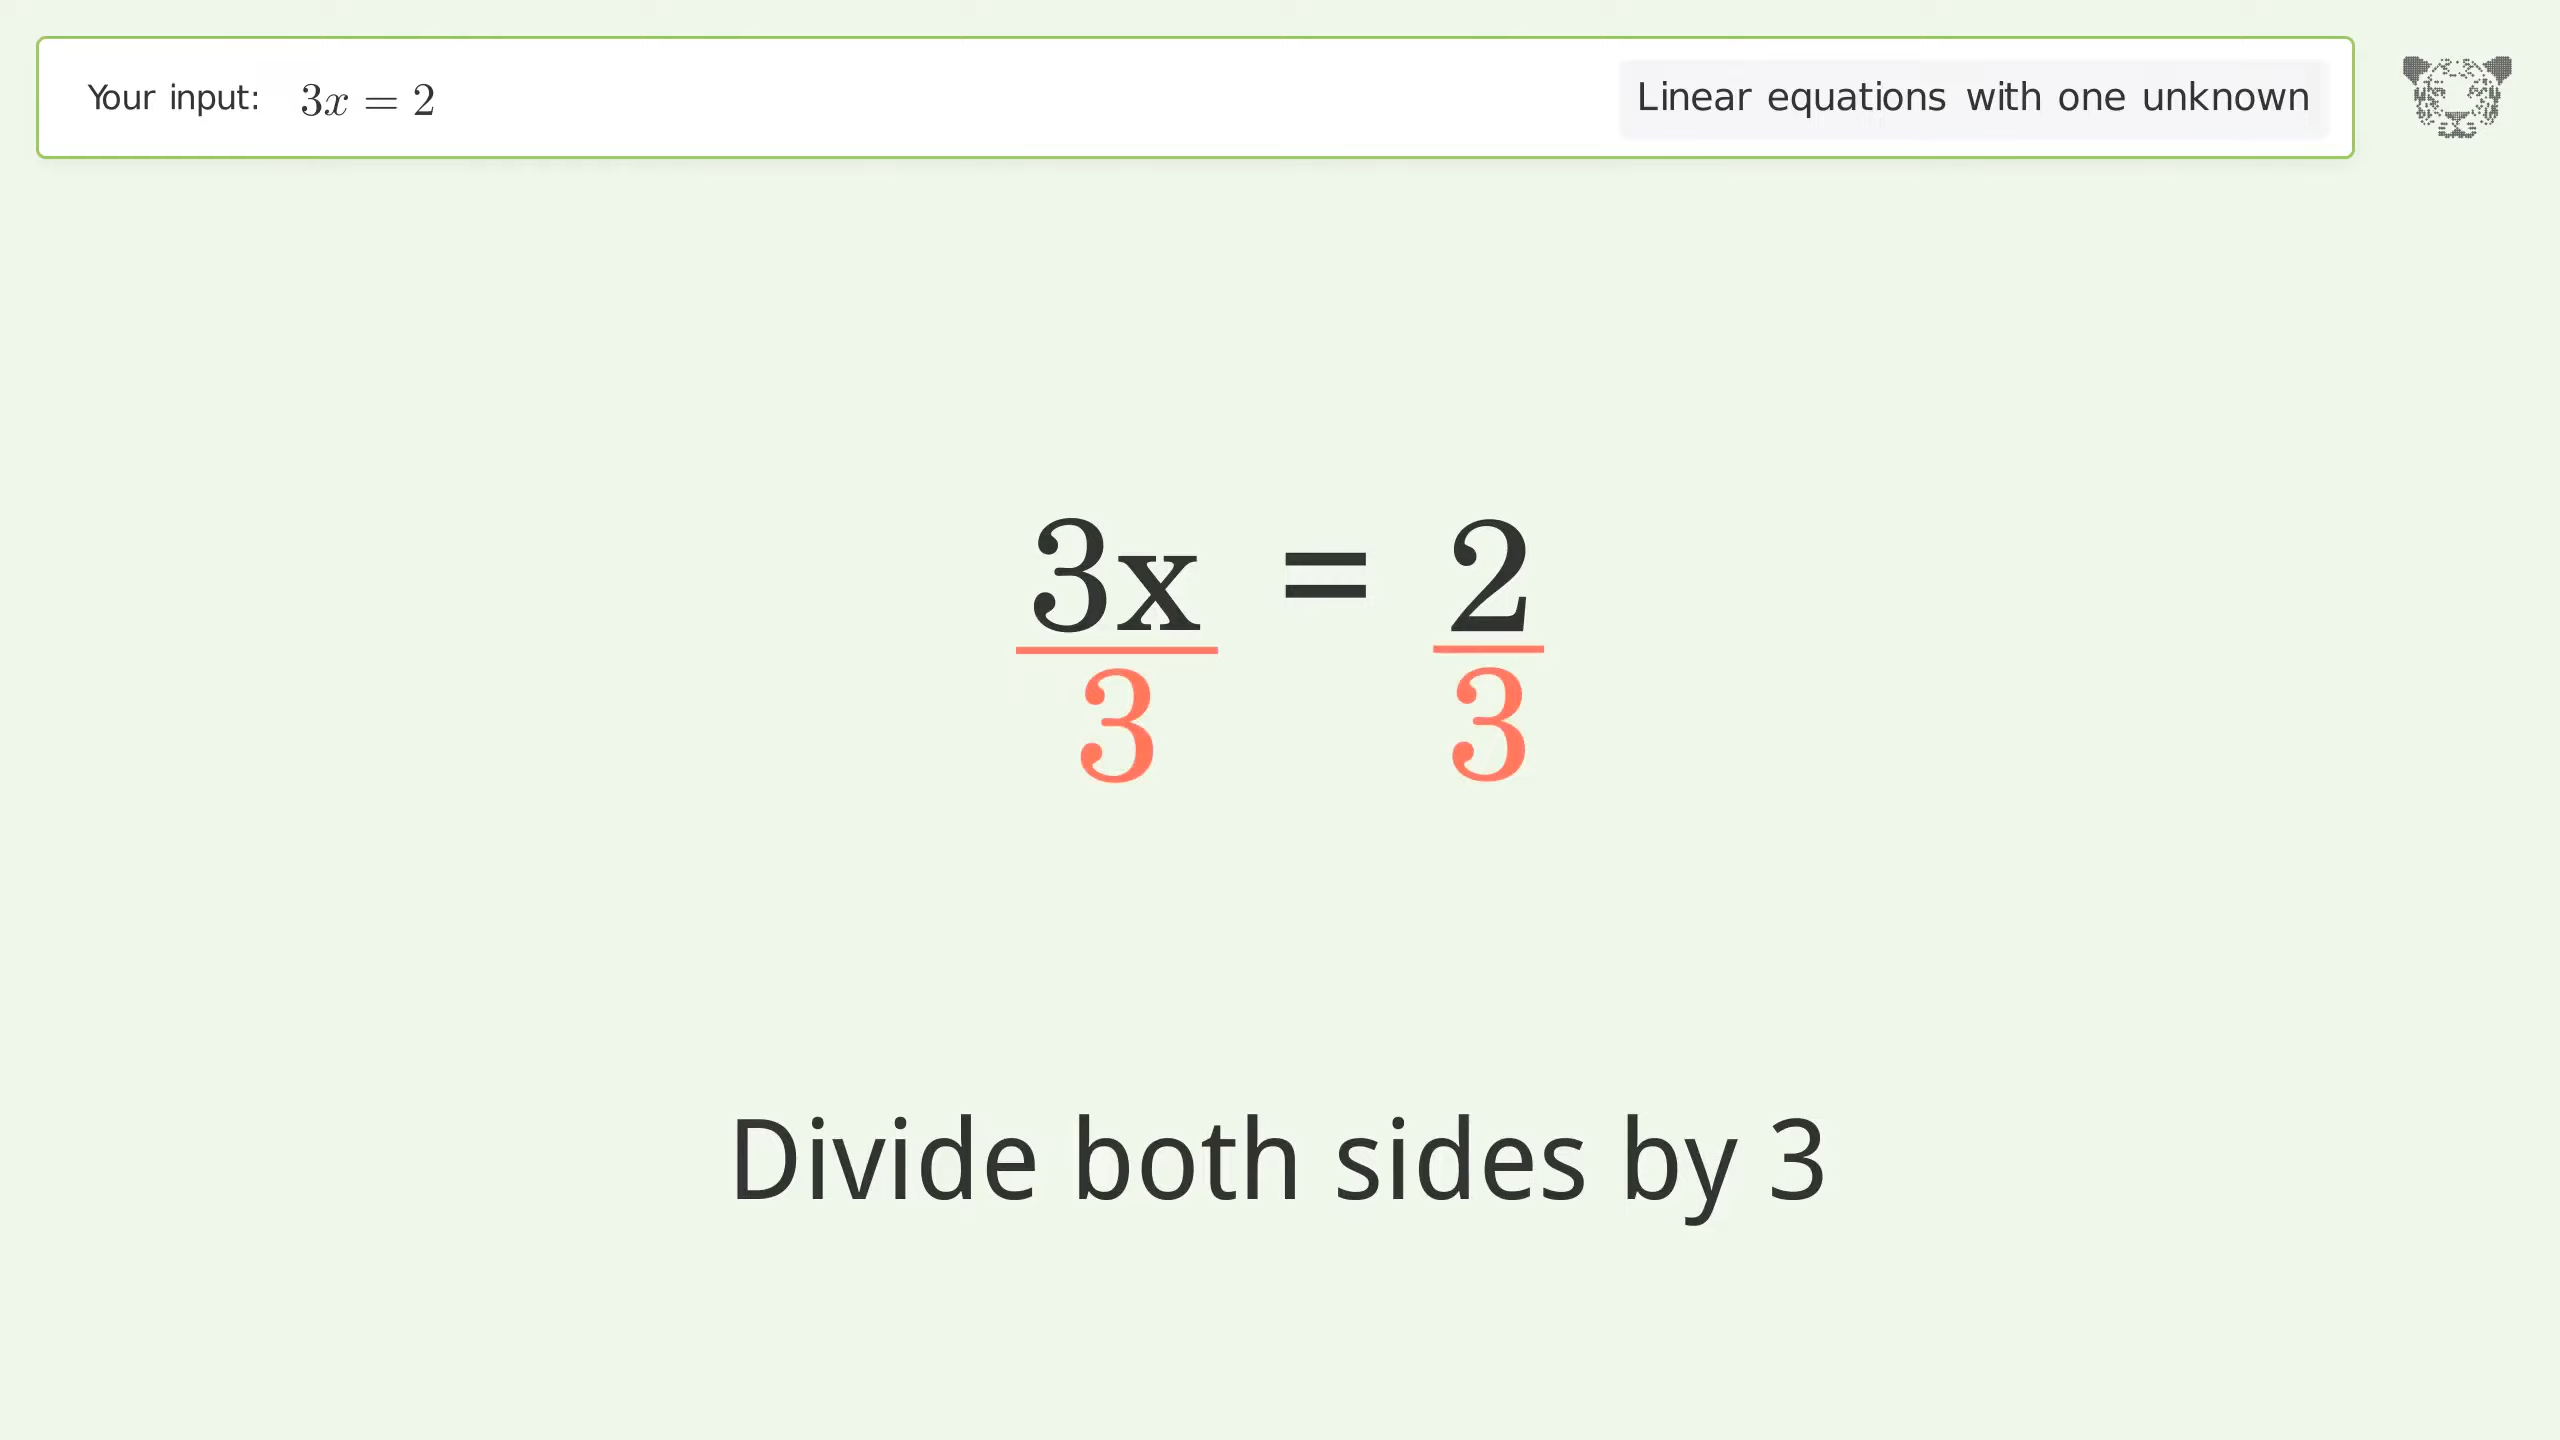 Your input: 3x = 2
Linear equations with one unknown
3x = 2
3 3
Divide both sides by 3